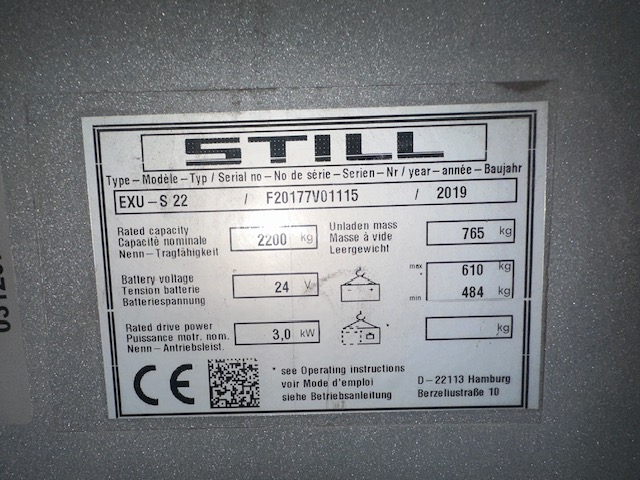 STILL
Type – Modèle – Typ / Serial no – No de série – Serien – Nr / year – année – Baujahr
EXU – S 22 / F20177V01115 / 2019
Rated capacity
Capacité nominale
Nenn – Tragfähigkeit
2200 kg
Unladen mass
Masse à vide
Leergewicht
765 kg
Battery voltage
Tension batterie
Batteriespannung
24 V
max 610 kg
*
min 484 kg
Rated drive power
Puissance motr. nom.
Nenn – Antriebsleist.
3,0 kW
kg
CE
* see Operating instructions
voir Mode d'emploi
siehe Betriebsanleitung
D – 22113 Hamburg
Berzeliustraße 10